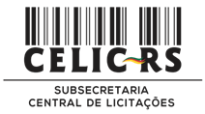 CELIC-RS
SUBSECRETARIA
CENTRAL DE LICITAÇÕES